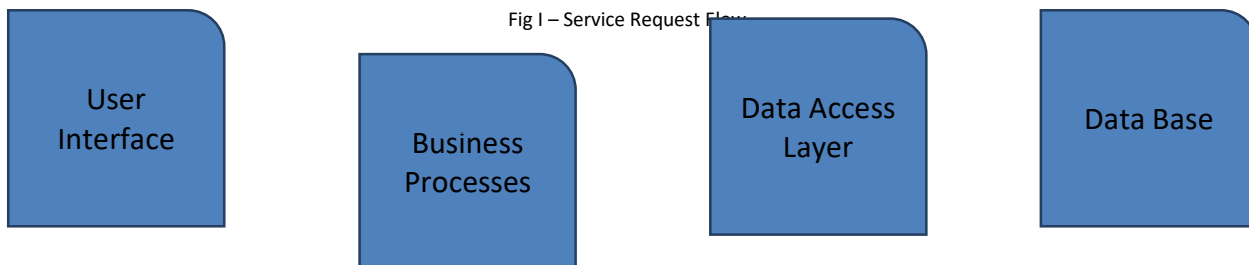 Fig I – Service Request Flow
User
Interface
Business
Processes
Data Access
Layer
Data Base